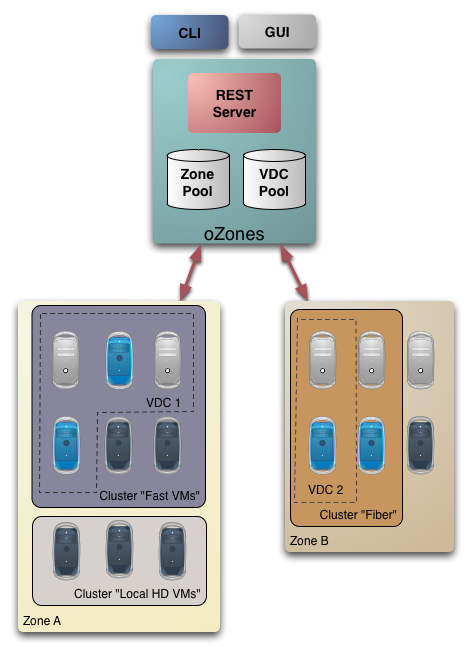 CLI
GUI
REST
Server
Zone
Pool
VDC
Pool
oZones
VDC 1
Cluster "Fast VMs"
Cluster "Local HD VMs"
Zone A
VDC 2
Cluster "Fiber"
Zone B